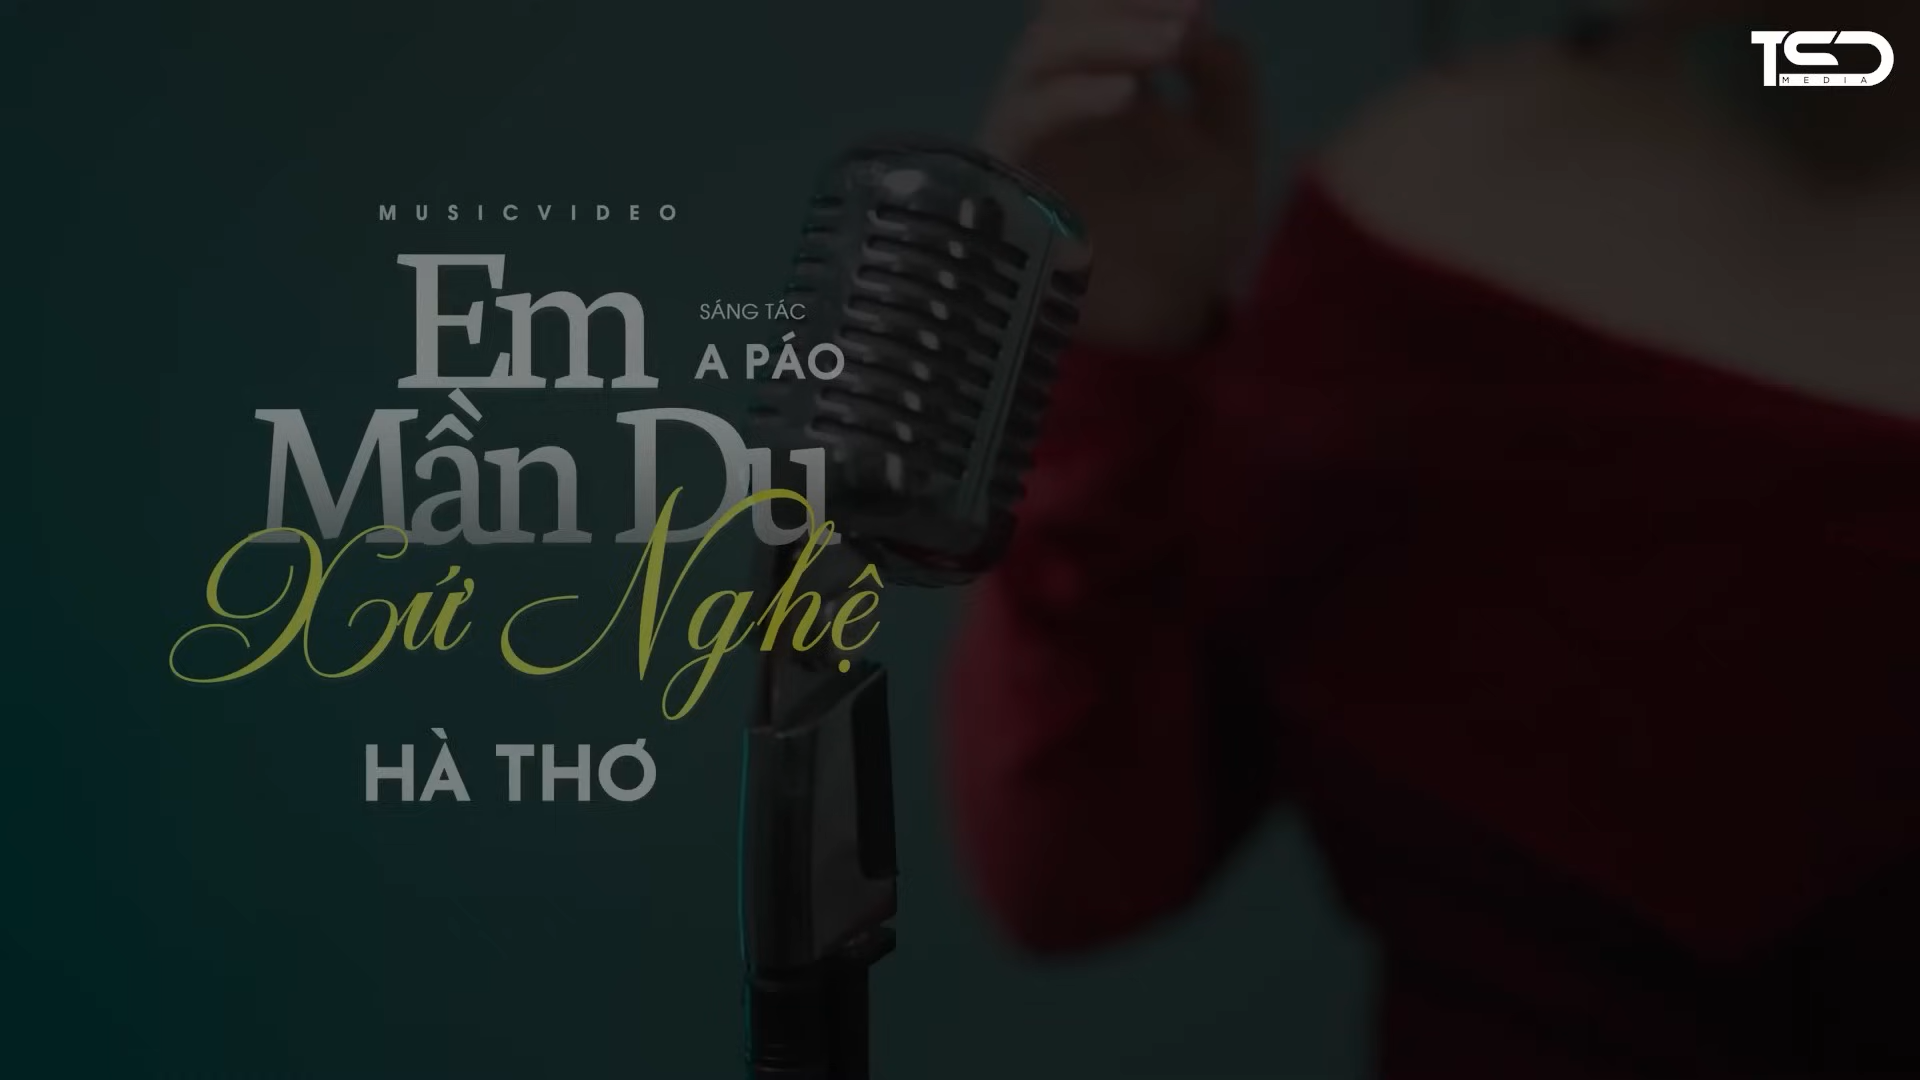 TSD
MEDIA
MUSICVIDEO
Em
SÁNG TÁC
A PÁO
Mần Du
Xứ Nghệ
HÀ THƠ